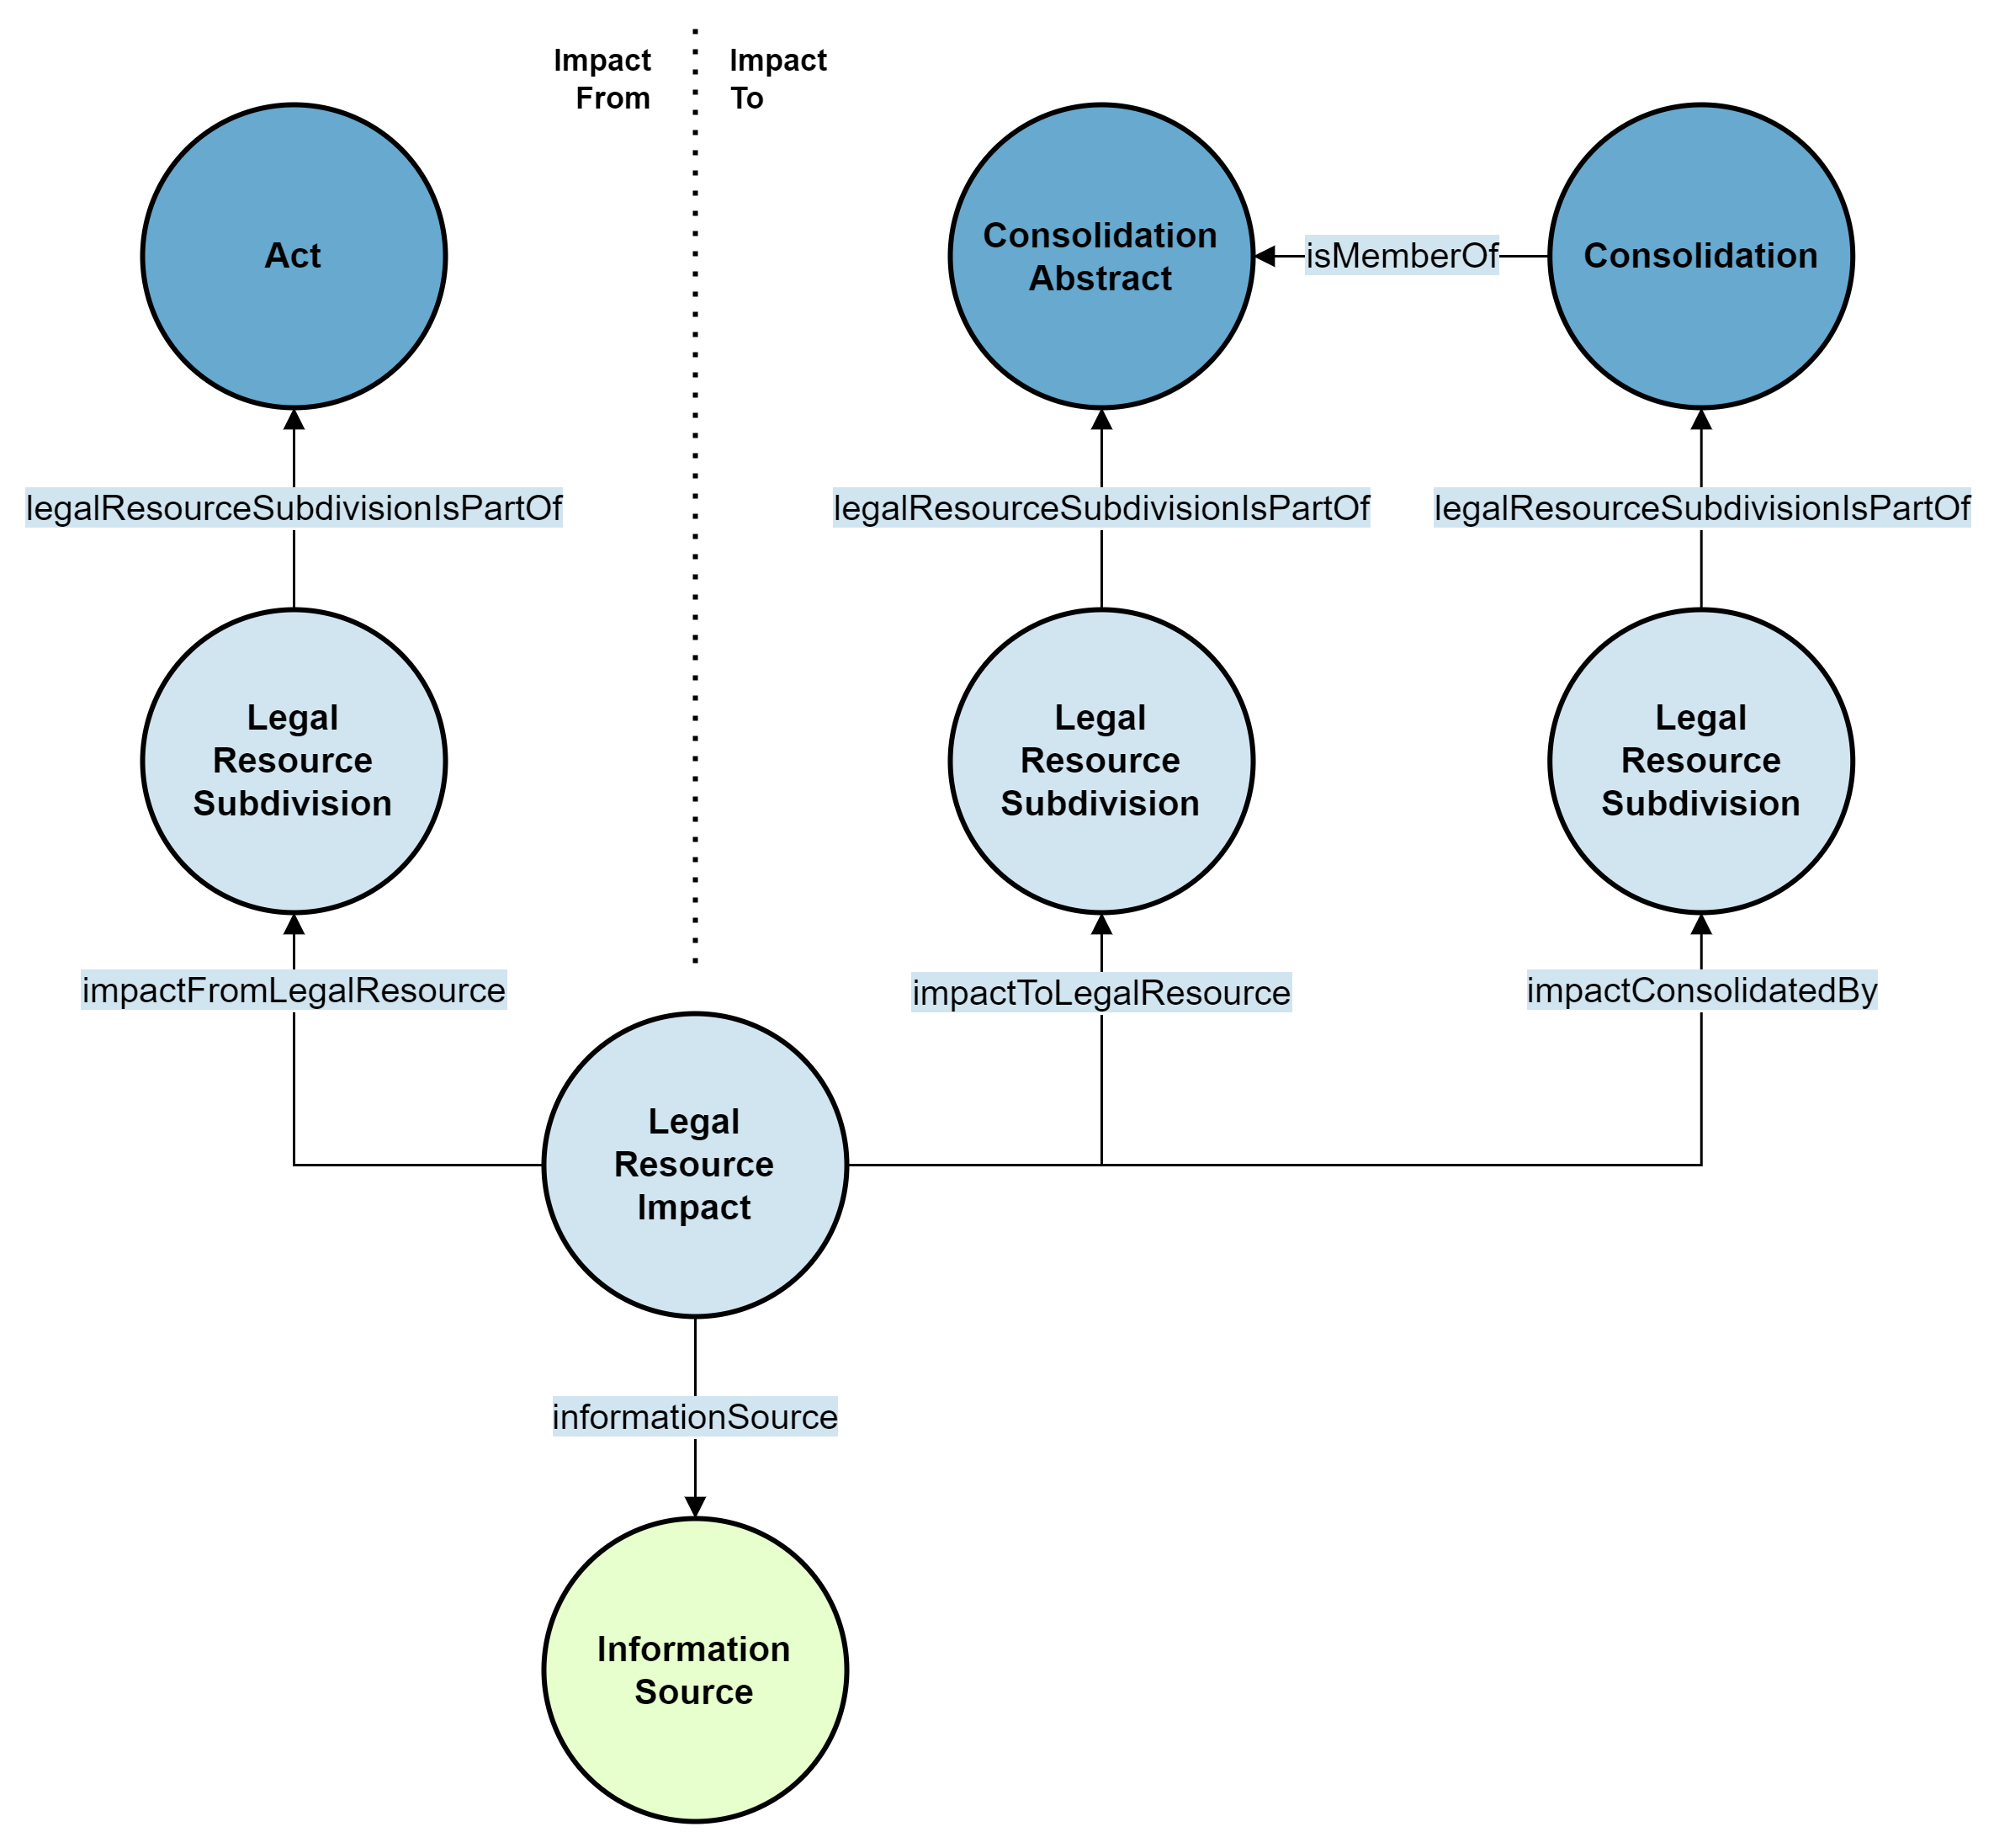 Impact
From
Impact
To
Act
Consolidation
Abstract
isMemberOf
Consolidation
legalResourceSubdivisionIsPartOf
legalResourceSubdivisionIsPartOf
legalResourceSubdivisionIsPartOf
Legal
Resource
Subdivision
Legal
Resource
Subdivision
Legal
Resource
Subdivision
impactFromLegalResource
impactToLegalResource
impactConsolidatedBy
Legal
Resource
Impact
informationSource
Information
Source